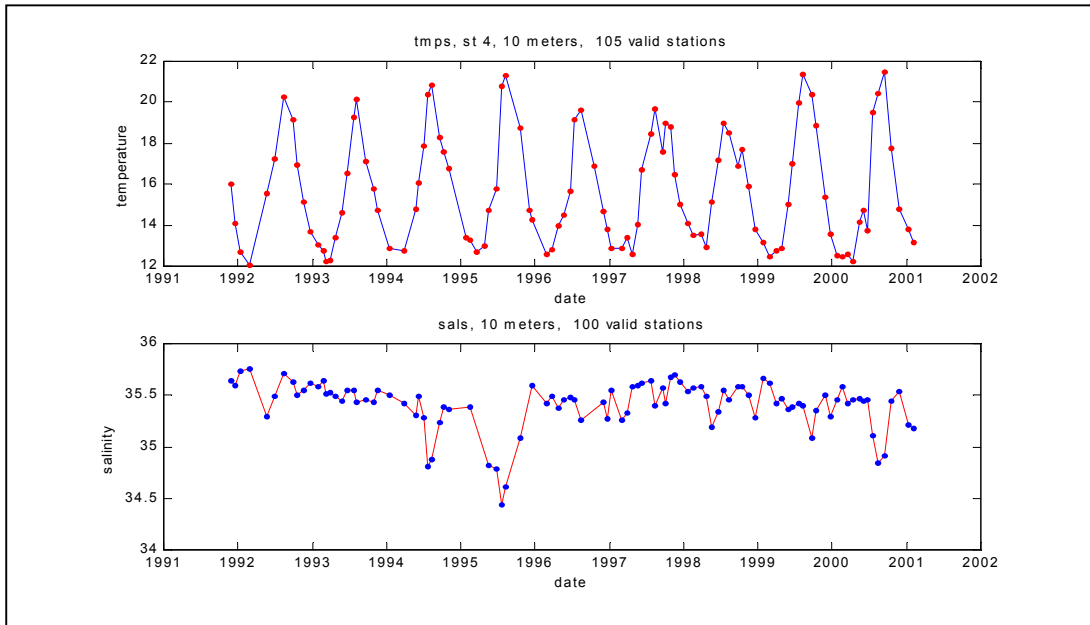 tmps, st 4, 10 meters, 105 valid stations
22
20
18
16
14
12
temperature
1991 1992 1993 1994 1995 1996 1997 1998 1999 2000 2001 2002
date
sals, 10 meters, 100 valid stations
36
35.5
35
34.5
34
salinity
1991 1992 1993 1994 1995 1996 1997 1998 1999 2000 2001 2002
date